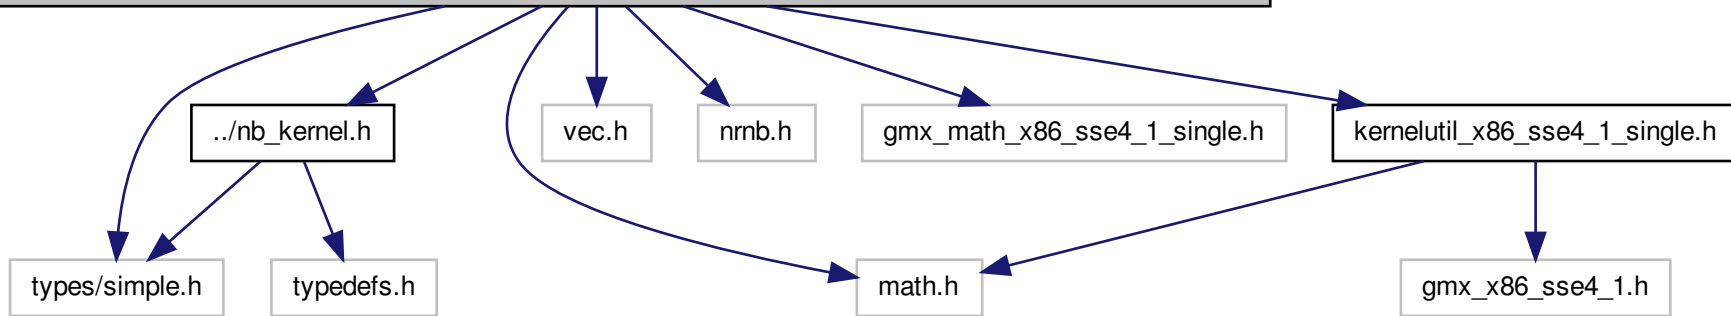 ../nb_kernel.h
vec.h
nrnb.h
gmx_math_x86_sse4_1_single.h
kernelutil_x86_sse4_1_single.h
types/simple.h
typedefs.h
math.h
gmx_x86_sse4_1.h